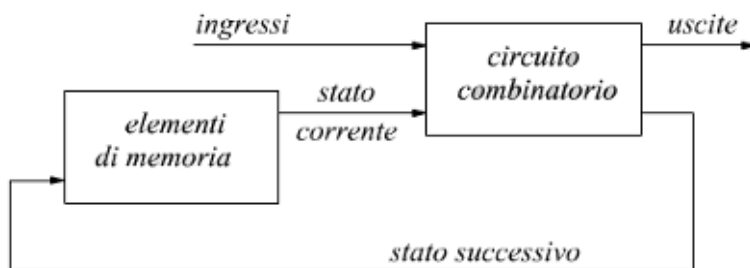 ingressi
uscite
circuito
combinatorio
stato
corrente
elementi
di memoria
stato successivo